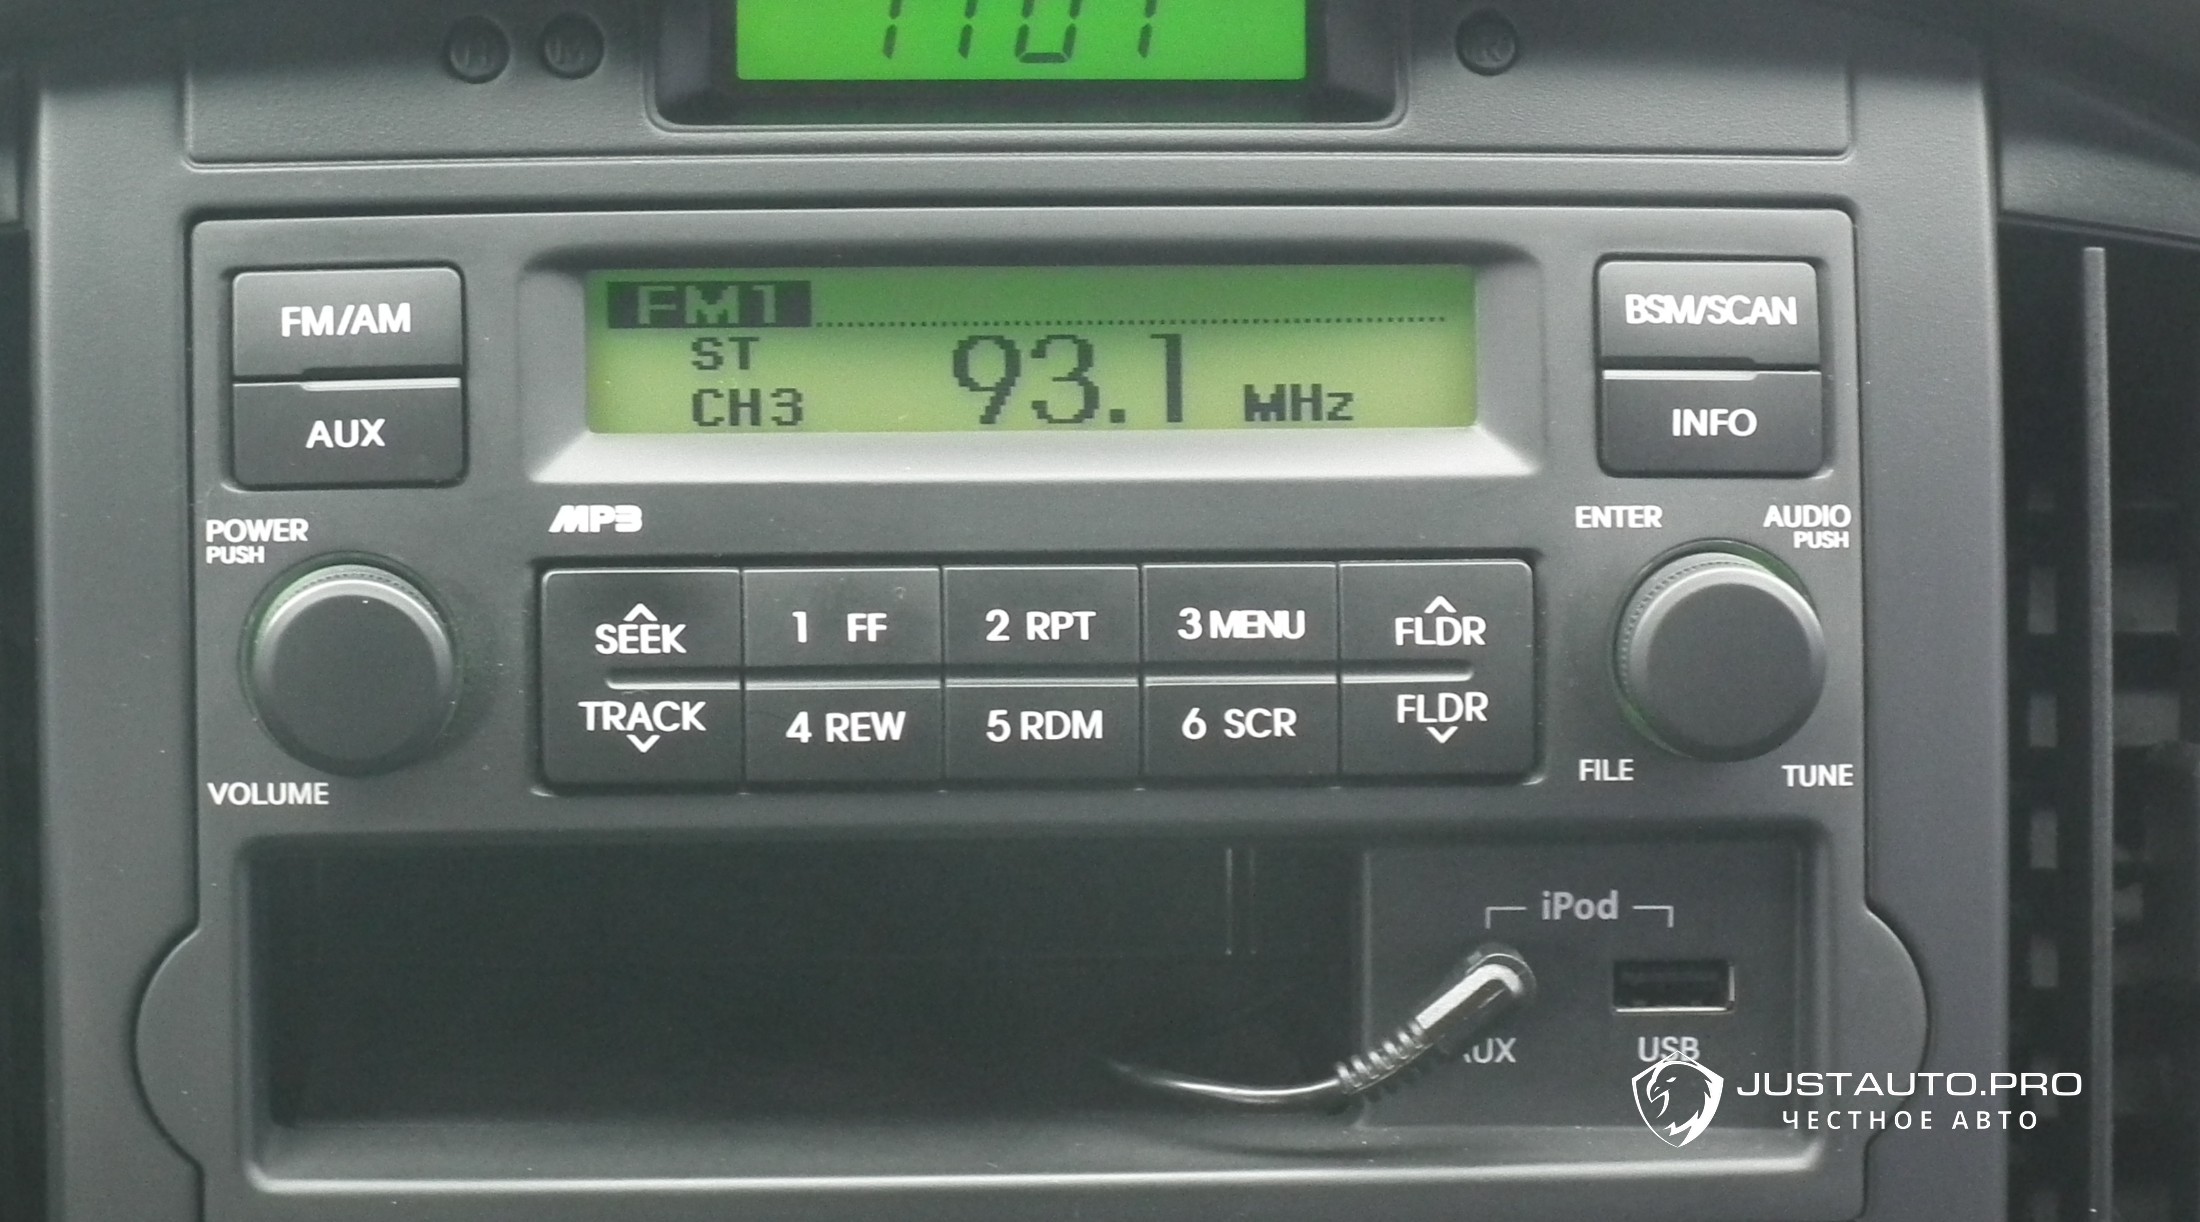 FM/AM
AUX
FM1
ST
CH3
93.1 MHz
BSM/SCAN
INFO
POWER
PUSH
VOLUME
MP3
ENTER
AUDIO
PUSH
SEEK
1 FF
2 RPT
3 MENU
FLDR
TRACK
4 REW
5 RDM
6 SCR
FLDR
FILE
TUNE
iPod
USB
JUSTAUTO.PRO
ЧЕСТНОЕ АВТО